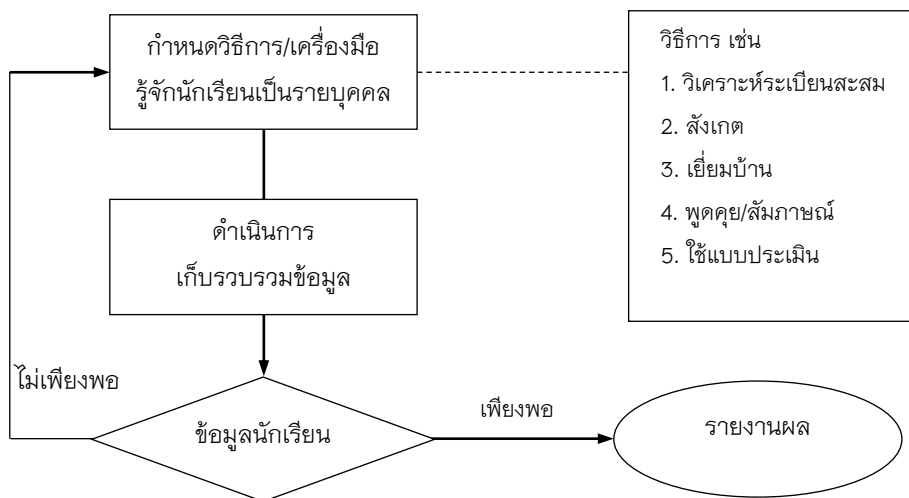 กำหนดวิธีการ/เครื่องมือ
รู้จักนักเรียนเป็นรายบุคคล
วิธีการ เช่น
1. วิเคราะห์ระเบียนสะสม
2. สังเกต
3. เยี่ยมบ้าน
4. พูดคุย/สัมภาษณ์
5. ใช้แบบประเมิน
ดำเนินการ
เก็บรวบรวมข้อมูล
ไม่เพียงพอ
ข้อมูลนักเรียน
เพียงพอ
รายงานผล